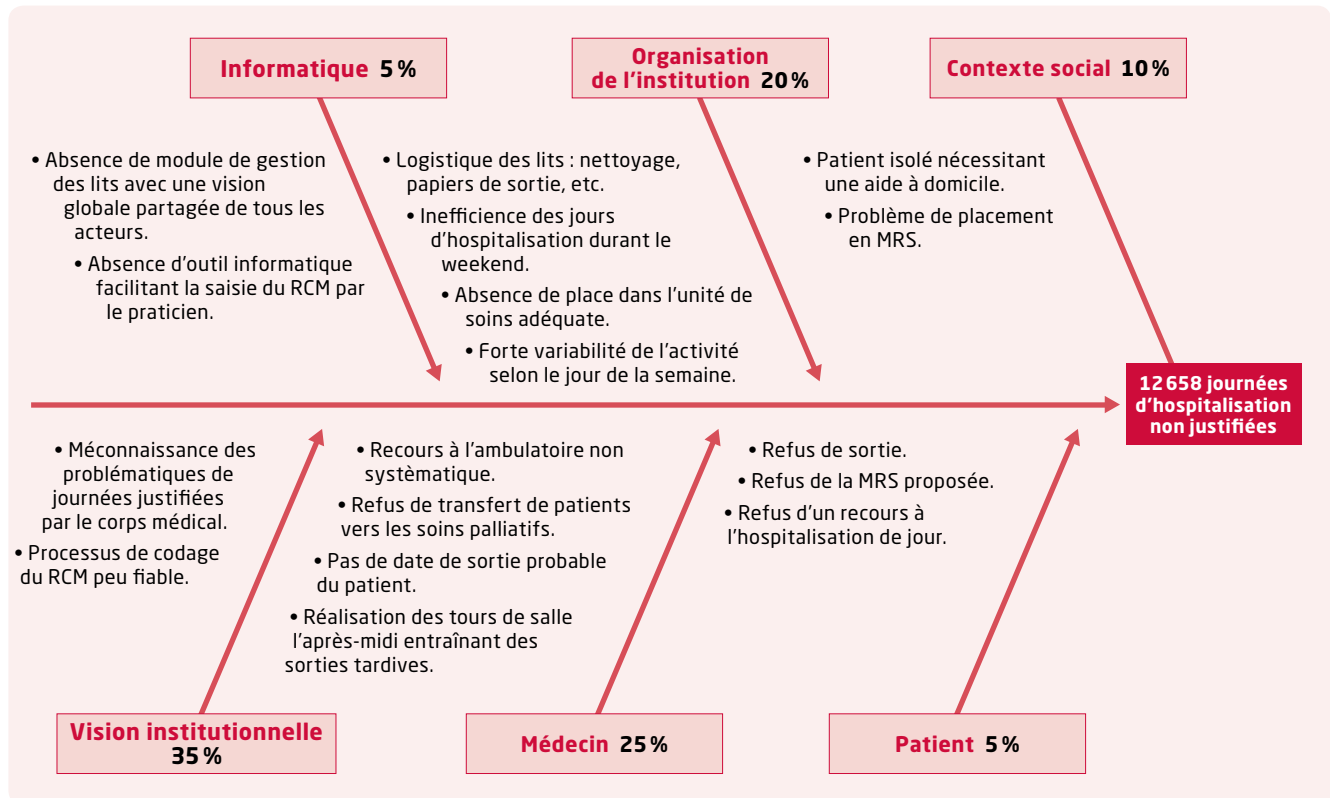 Informatique 5 %
Organisation
de l'institution 20 %
Contexte social 10 %
• Absence de module de gestion
des lits avec une vision
globale partagée de tous les
acteurs.
• Absence d'outil informatique
facilitant la saisie du RCM par
le praticien.
• Logistique des lits : nettoyage,
papiers de sortie, etc.
• Inefficience des jours
d'hospitalisation durant le
weekend.
• Absence de place dans l'unité de
soins adéquate.
• Forte variabilité de l'activité
selon le jour de la semaine.
• Patient isolé nécessitant
une aide à domicile.
• Problème de placement
en MRS.
12 658 journées
d'hospitalisation
non justifiées
• Méconnaissance des
problématiques de
journées justifiées
par le corps médical.
• Processus de codage
du RCM peu fiable.
• Recours à l'ambulatoire non
systèmatique.
• Refus de transfert de patients
vers les soins palliatifs.
• Pas de date de sortie probable
du patient.
• Réalisation des tours de salle
l'après-midi entraînant des
sorties tardives.
• Refus de sortie.
• Refus de la MRS proposée.
• Refus d'un recours à
l'hospitalisation de jour.
Vision institutionnelle
35 %
Médecin 25 %
Patient 5 %